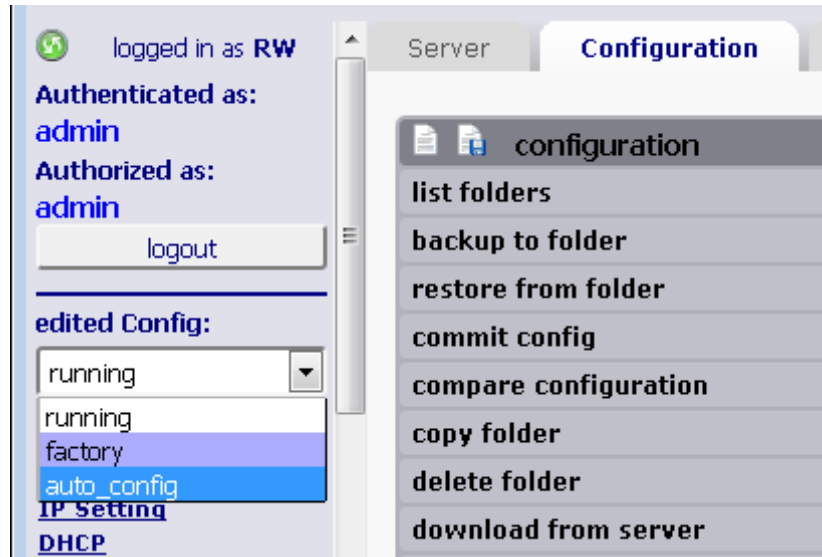 logged in as RW
Authenticated as:
admin
Authorized as:
admin
logout
edited Config:
running
running
factory
auto_config
IP Setting
DHCP
Server
Configuration
configuration
list folders
backup to folder
restore from folder
commit config
compare configuration
copy folder
delete folder
download from server